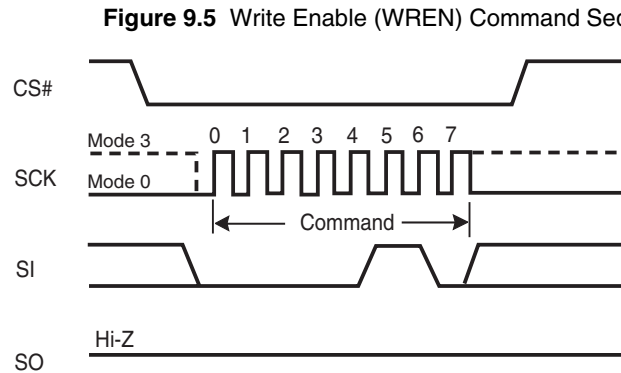 Figure 9.5 Write Enable (WREN) Command
CS#
Mode 3
0 1 2 3 4 5 6 7
SCK
Mode 0
Command
SI
Hi-Z
SO